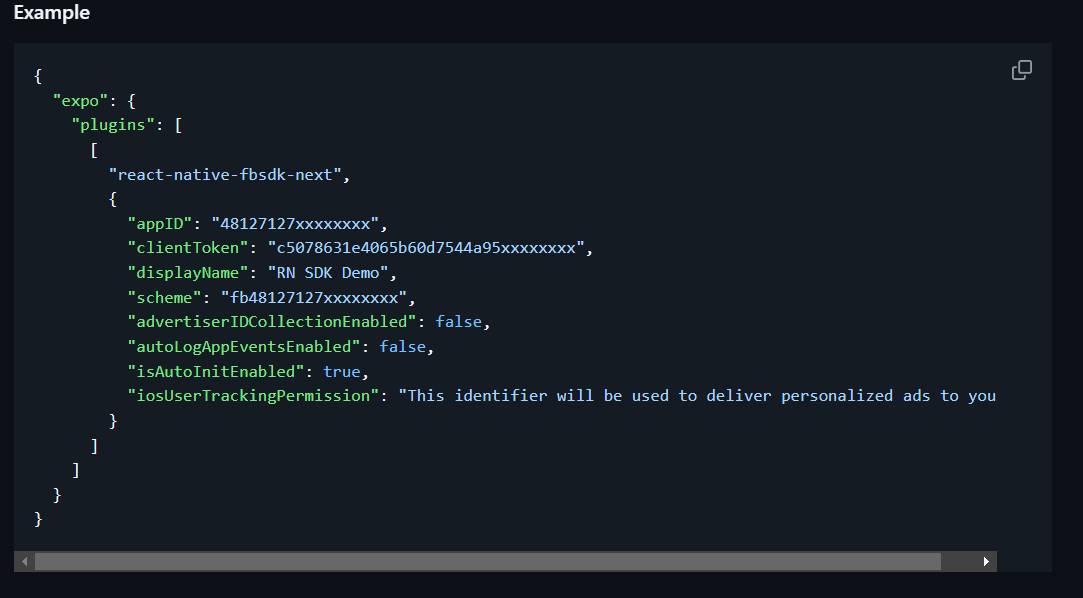 Example
{
  "expo": {
    "plugins": [
      [
        "react-native-fbsdk-next",
        {
          "appID": "48127127xxxxxxxx",
          "clientToken": "c5078631e4065b60d7544a95xxxxxxxx",
          "displayName": "RN SDK Demo",
          "scheme": "fb48127127xxxxxxxx",
          "advertiserIDCollectionEnabled": false,
          "autoLogAppEventsEnabled": false,
          "isAutoInitEnabled": true,
          "iosUserTrackingPermission": "This identifier will be used to deliver personalized ads to you
        }
      ]
    ]
  }
}